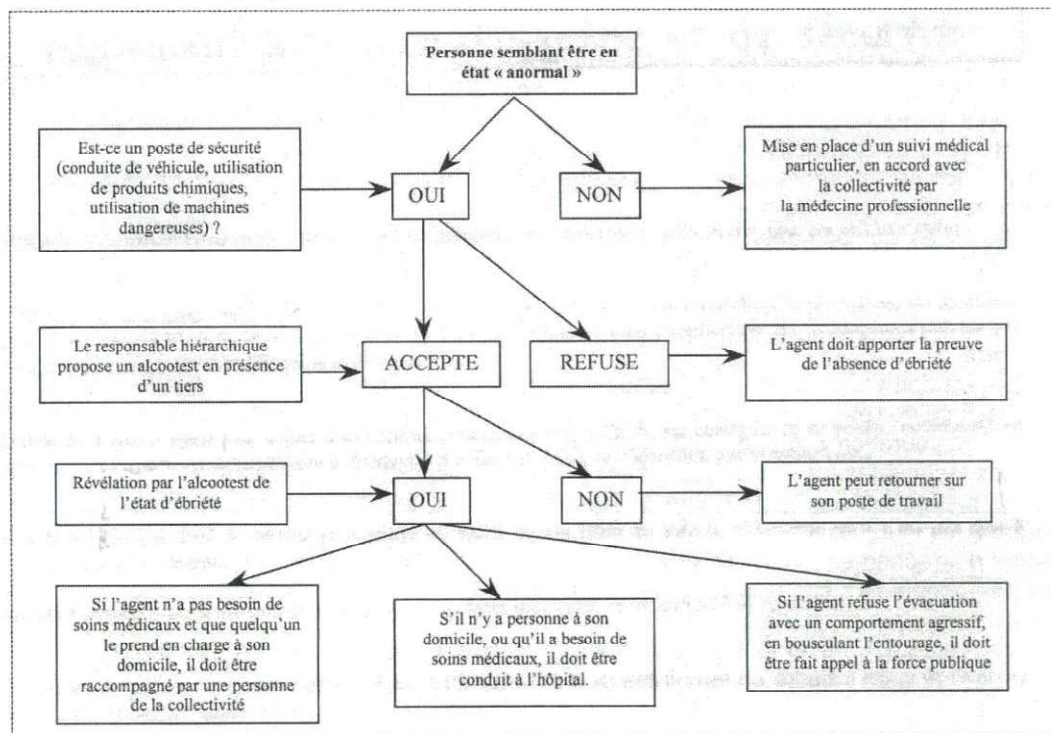 Personne semblant être en
état « anormal »
Est-ce un poste de sécurité
(conduite de véhicule, utilisation
de produits chimiques,
utilisation de machines
dangereuses) ?
OUI
NON
Mise en place d'un suivi médical
particulier, en accord avec
la collectivité par
la médecine professionnelle
Le responsable hiérarchique
propose un alcootest en présence
d'un tiers
ACCEPTE
REFUSE
L'agent doit apporter la preuve
de l'absence d'ébriété
Révélation par l'alcootest de
l'état d'ébriété
OUI
NON
L'agent peut retourner sur
son poste de travail
Si l'agent n'a pas besoin de
soins médicaux et que quelqu'un
le prend en charge à son
domicile, il doit être
raccompagné par une personne
de la collectivité
S'il n'y a personne à son
domicile, ou qu'il a besoin de
soins médicaux, il doit être
conduit à l'hôpital.
Si l'agent refuse l'évacuation
avec un comportement agressif,
en bousculant l'entourage, il doit
être fait appel à la force publique